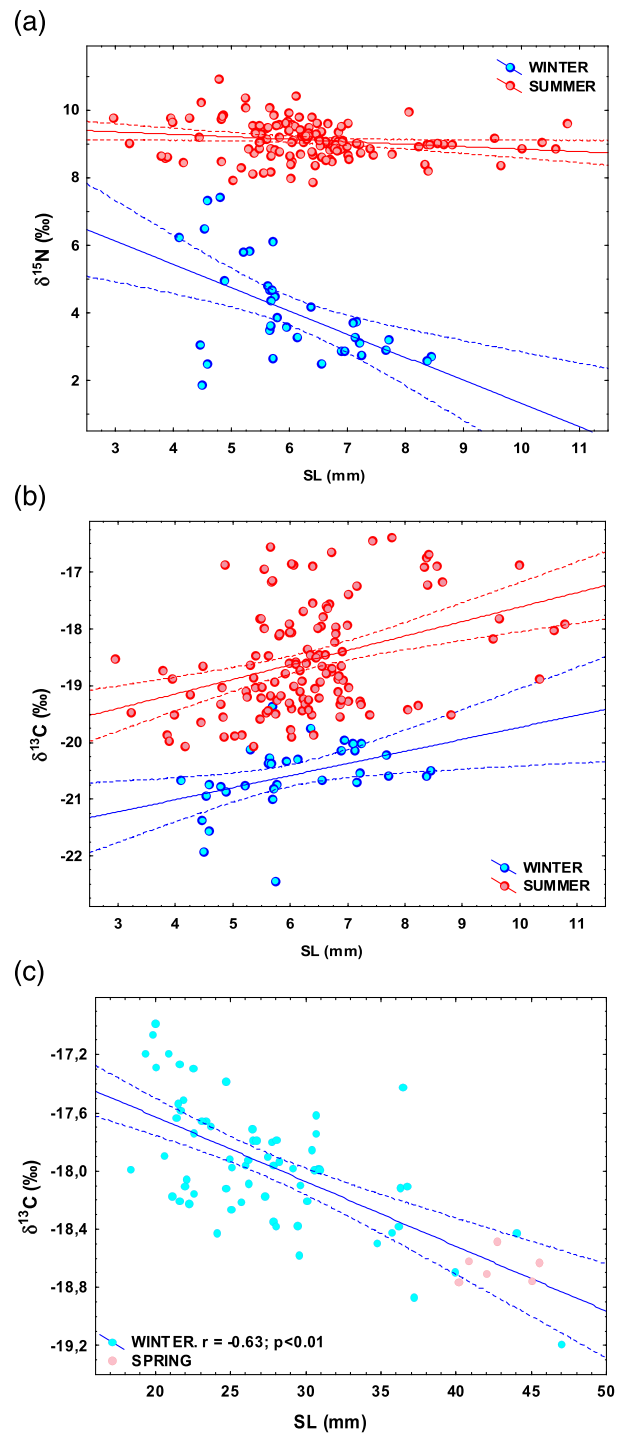 (a)
WINTER
SUMMER
10
8
6
4
2
δ15N (‰)
3 4 5 6 7 8 9 10 11
SL (mm)
(b)
-17
-18
-19
-20
-21
-22
δ13C (‰)
WINTER
SUMMER
3 4 5 6 7 8 9 10 11
SL (mm)
(c)
-17,2
-17,6
-18,0
-18,4
-18,8
-19,2
δ13C (‰)
WINTER. r = -0.63; p<0.01
SPRING
20 25 30 35 40 45 50
SL (mm)